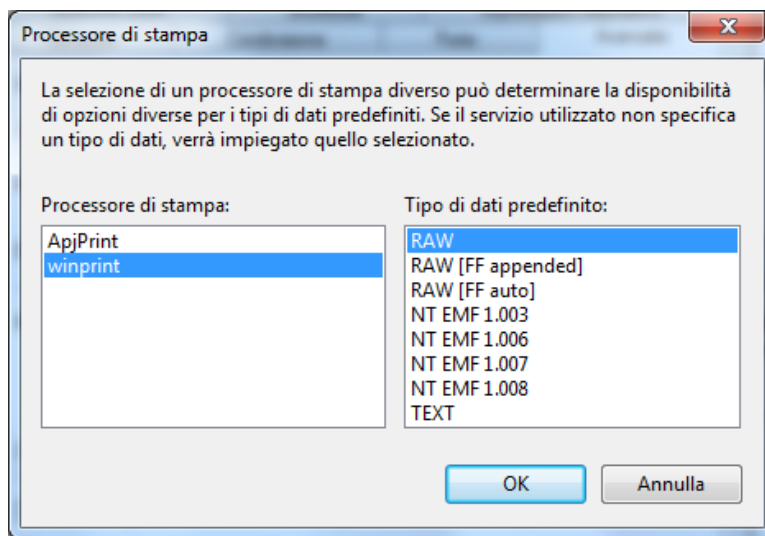 Processore di stampa
La selezione di un processore di stampa diverso può determinare la disponibilità
di opzioni diverse per i tipi di dati predefiniti. Se il servizio utilizzato non specifica
un tipo di dati, verrà impiegato quello selezionato.
Processore di stampa:
ApjPrint
winprint
Tipo di dati predefinito:
RAW
RAW [FF appended]
RAW [FF auto]
NT EMF 1.003
NT EMF 1.006
NT EMF 1.007
NT EMF 1.008
TEXT
OK
Annulla